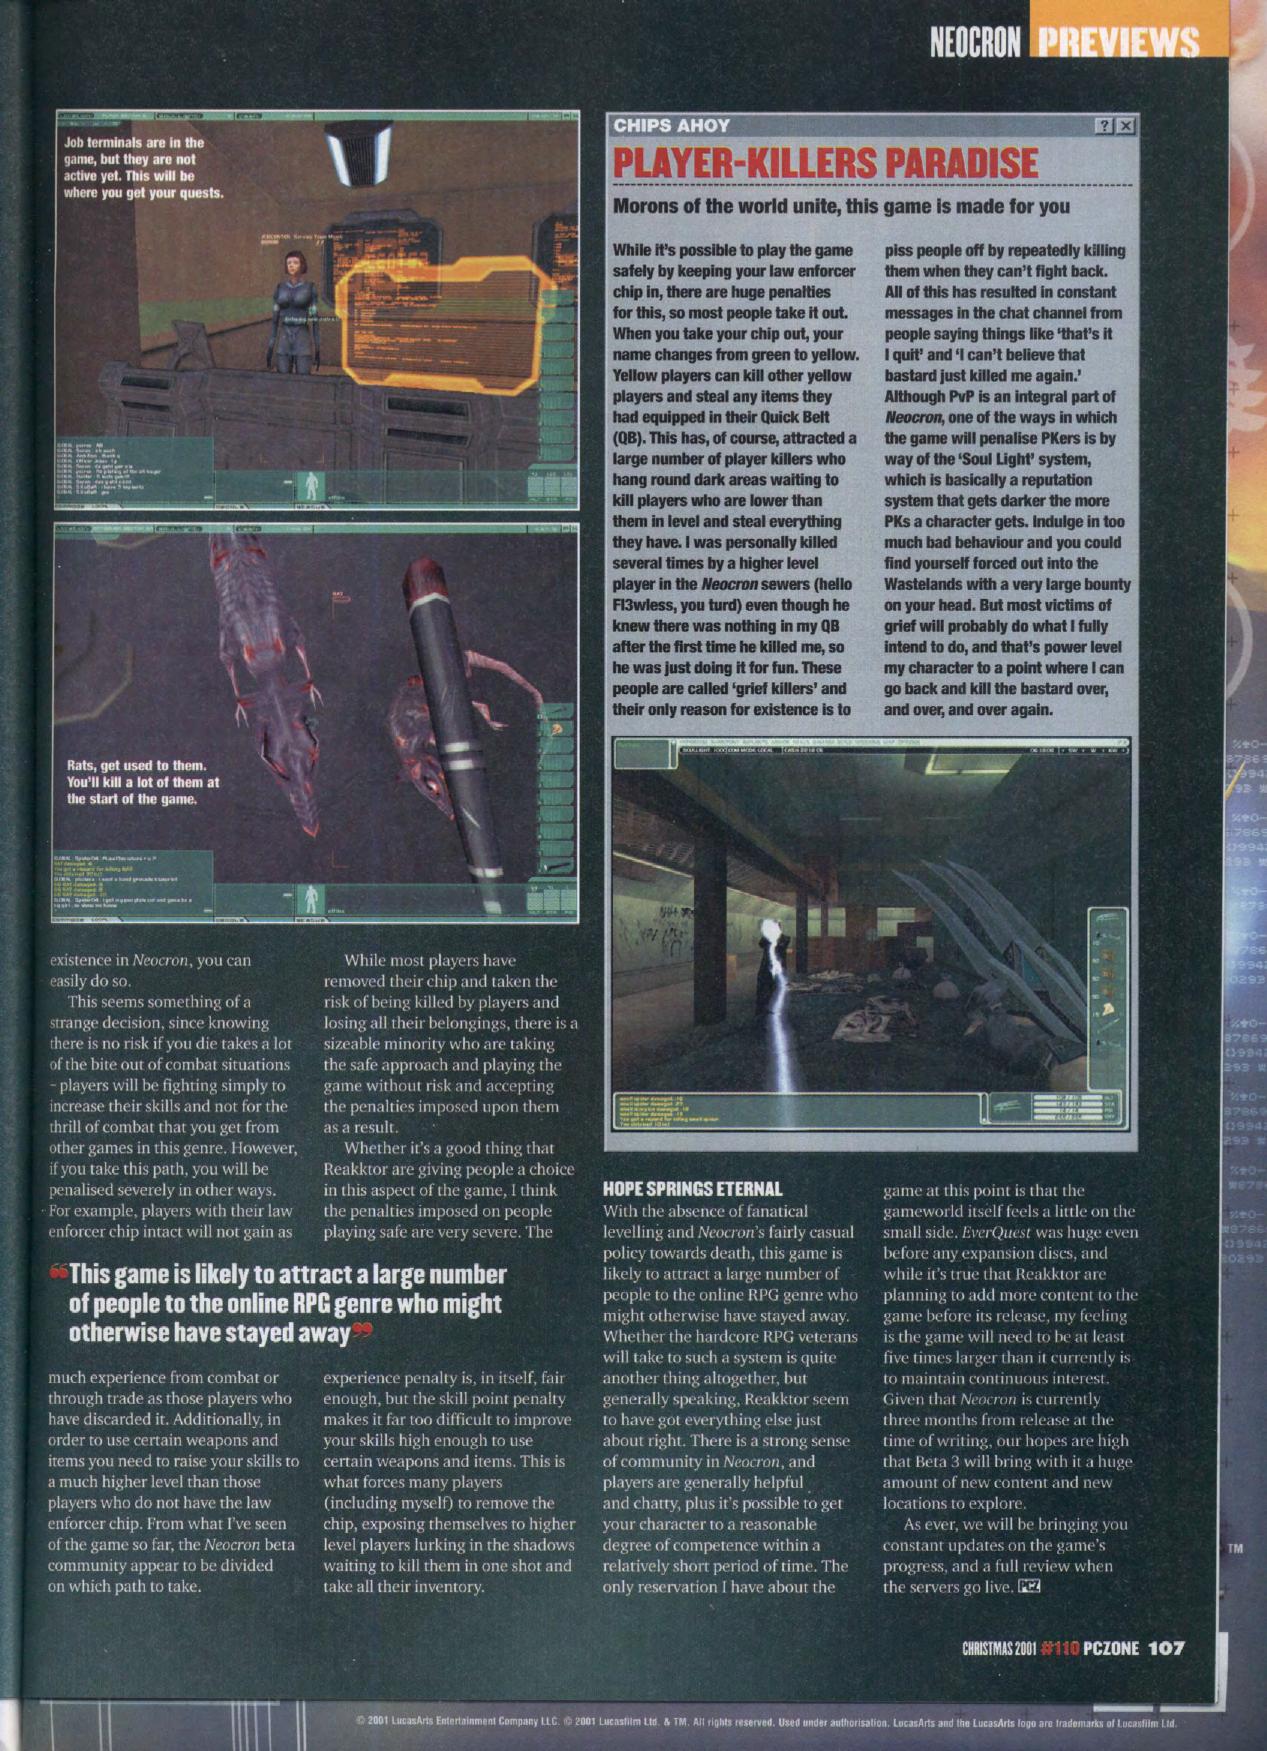 NEOCRON PREVIEWS
Job terminals are in the
game, but they are not
active yet. This will be
where you get your quests.
Rats, get used to them.
You'll kill a lot of them at
the start of the game.
CHIPS AHOY
PLAYER-KILLERS PARADISE
Morons of the world unite, this game is made for you
While it's possible to play the game
safely by keeping your law enforcer
chip in, there are huge penalties
for this, so most people take it out.
When you take your chip out, your
name changes from green to yellow.
Yellow players can kill other yellow
players and steal any items they
had equipped in their Quick Belt
(QB). This has, of course, attracted a
large number of player killers who
hang round dark areas waiting to
kill players who are lower than
them in level and steal everything
they have. I was personally killed
several times by a higher level
player in the Neocron sewers (hello
Fl3wless, you turd) even though he
knew there was nothing in my QB
after the first time he killed me, so
he was just doing it for fun. These
people are called 'grief killers' and
their only reason for existence is to
piss people off by repeatedly killing
them when they can't fight back.
All of this has resulted in constant
messages in the chat channel from
people saying things like 'that's it
I quit' and 'I can't believe that
bastard just killed me again.'
Although PvP is an integral part of
Neocron, one of the ways in which
the game will penalise PKers is by
way of the 'Soul Light' system,
which is basically a reputation
system that gets darker the more
PKs a character gets. Indulge in too
much bad behaviour and you could
find yourself forced out into the
Wastelands with a very large bounty
on your head. But most victims of
grief will probably do what I fully
intend to do, and that's power level
my character to a point where I can
go back and kill the bastard over,
and over, and over again.
existence in Neocron, you can
easily do so.
This seems something of a
strange decision, since knowing
there is no risk if you die takes a lot
of the bite out of combat situations
– players will be fighting simply to
increase their skills and not for the
thrill of combat that you get from
other games in this genre. However,
if you take this path, you will be
penalised severely in other ways.
For example, players with their law
enforcer chip intact will not gain as
While most players have
removed their chip and taken the
risk of being killed by players and
losing all their belongings, there is a
sizeable minority who are taking
the safe approach and playing the
game without risk and accepting
the penalties imposed upon them
as a result.
Whether it's a good thing that
Reakktor are giving people a choice
in this aspect of the game, I think
the penalties imposed on people
playing safe are very severe. The
“This game is likely to attract a large number
of people to the online RPG genre who might
otherwise have stayed away”
much experience from combat or
through trade as those players who
have discarded it. Additionally, in
order to use certain weapons and
items you need to raise your skills to
a much higher level than those
players who do not have the law
enforcer chip. From what I've seen
of the game so far, the Neocron beta
community appear to be divided
on which path to take.
experience penalty is, in itself, fair
enough, but the skill point penalty
makes it far too difficult to improve
your skills high enough to use
certain weapons and items. This is
what forces many players
(including myself) to remove the
chip, exposing themselves to higher
level players lurking in the shadows
waiting to kill them in one shot and
take all their inventory.
HOPE SPRINGS ETERNAL
With the absence of fanatical
levelling and Neocron's fairly casual
policy towards death, this game is
likely to attract a large number of
people to the online RPG genre who
might otherwise have stayed away.
Whether the hardcore RPG veterans
will take to such a system is quite
another thing altogether, but
generally speaking, Reakktor seem
to have got everything else just
about right. There is a strong sense
of community in Neocron, and
players are generally helpful
and chatty, plus it's possible to get
your character to a reasonable
degree of competence within a
relatively short period of time. The
only reservation I have about the
game at this point is that the
gameworld itself feels a little on the
small side. EverQuest was huge even
before any expansion discs, and
while it's true that Reakktor are
planning to add more content to the
game before its release, my feeling
is the game will need to be at least
five times larger than it currently is
to maintain continuous interest.
Given that Neocron is currently
three months from release at the
time of writing, our hopes are high
that Beta 3 will bring with it a huge
amount of new content and new
locations to explore.
As ever, we will be bringing you
constant updates on the game's
progress, and a full review when
the servers go live. PCZ
TM
CHRISTMAS 2001 #110 PCZONE 107
© 2001 LucasArts Entertainment Company LLC. © 2001 Lucasfilm Ltd. & TM. All rights reserved. Used under authorisation. LucasArts and the LucasArts logo are trademarks of Lucasfilm Ltd.